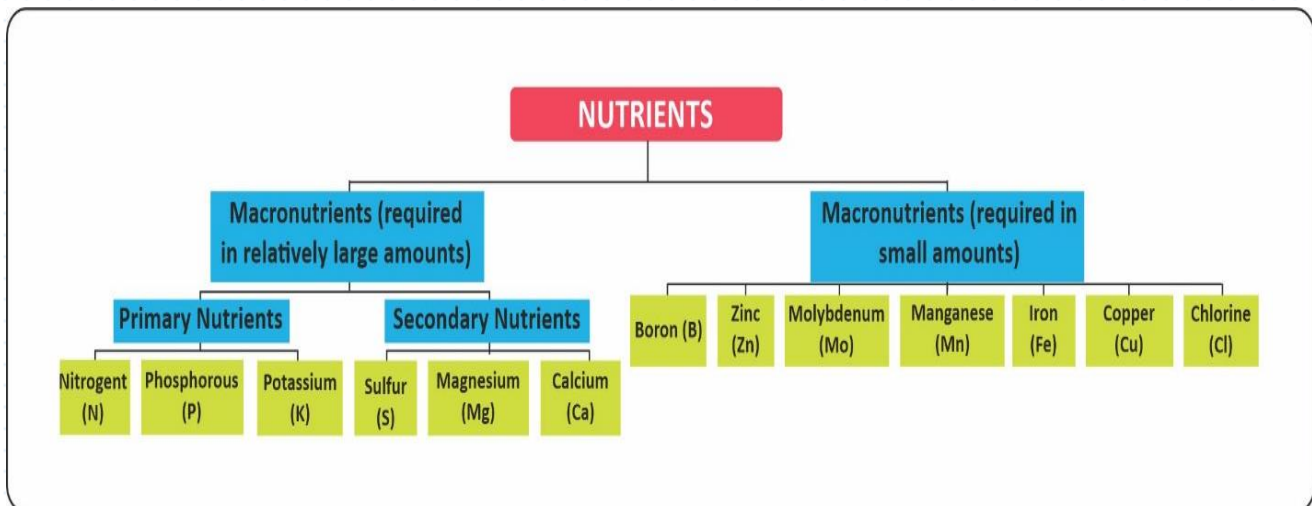 NUTRIENTS
Macronutrients (required
in relatively large amounts)
Macronutrients (required in
small amounts)
Primary Nutrients
Secondary Nutrients
Nitrogent
(N)
Phosphorous
(P)
Potassium
(K)
Sulfur
(S)
Magnesium
(Mg)
Calcium
(Ca)
Boron (B)
Zinc
(Zn)
Molybdenum
(Mo)
Manganese
(Mn)
Iron
(Fe)
Copper
(Cu)
Chlorine
(Cl)